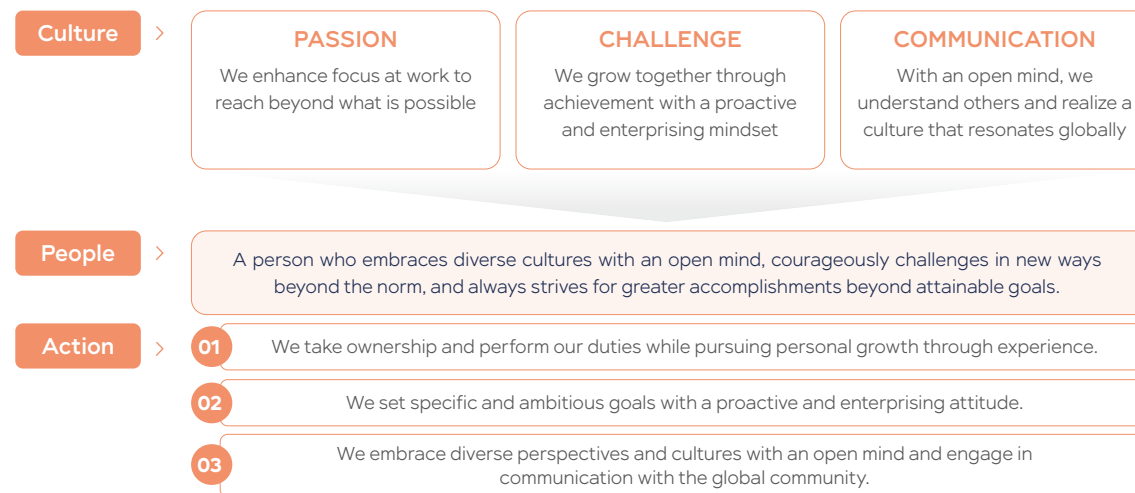 Culture
PASSION
We enhance focus at work to
reach beyond what is possible
CHALLENGE
We grow together through
achievement with a proactive
and enterprising mindset
COMMUNICATION
With an open mind, we
understand others and realize a
culture that resonates globally
People
A person who embraces diverse cultures with an open mind, courageously challenges in new ways
beyond the norm, and always strives for greater accomplishments beyond attainable goals.
Action
01
We take ownership and perform our duties while pursuing personal growth through experience.
02
We set specific and ambitious goals with a proactive and enterprising attitude.
03
We embrace diverse perspectives and cultures with an open mind and engage in
communication with the global community.